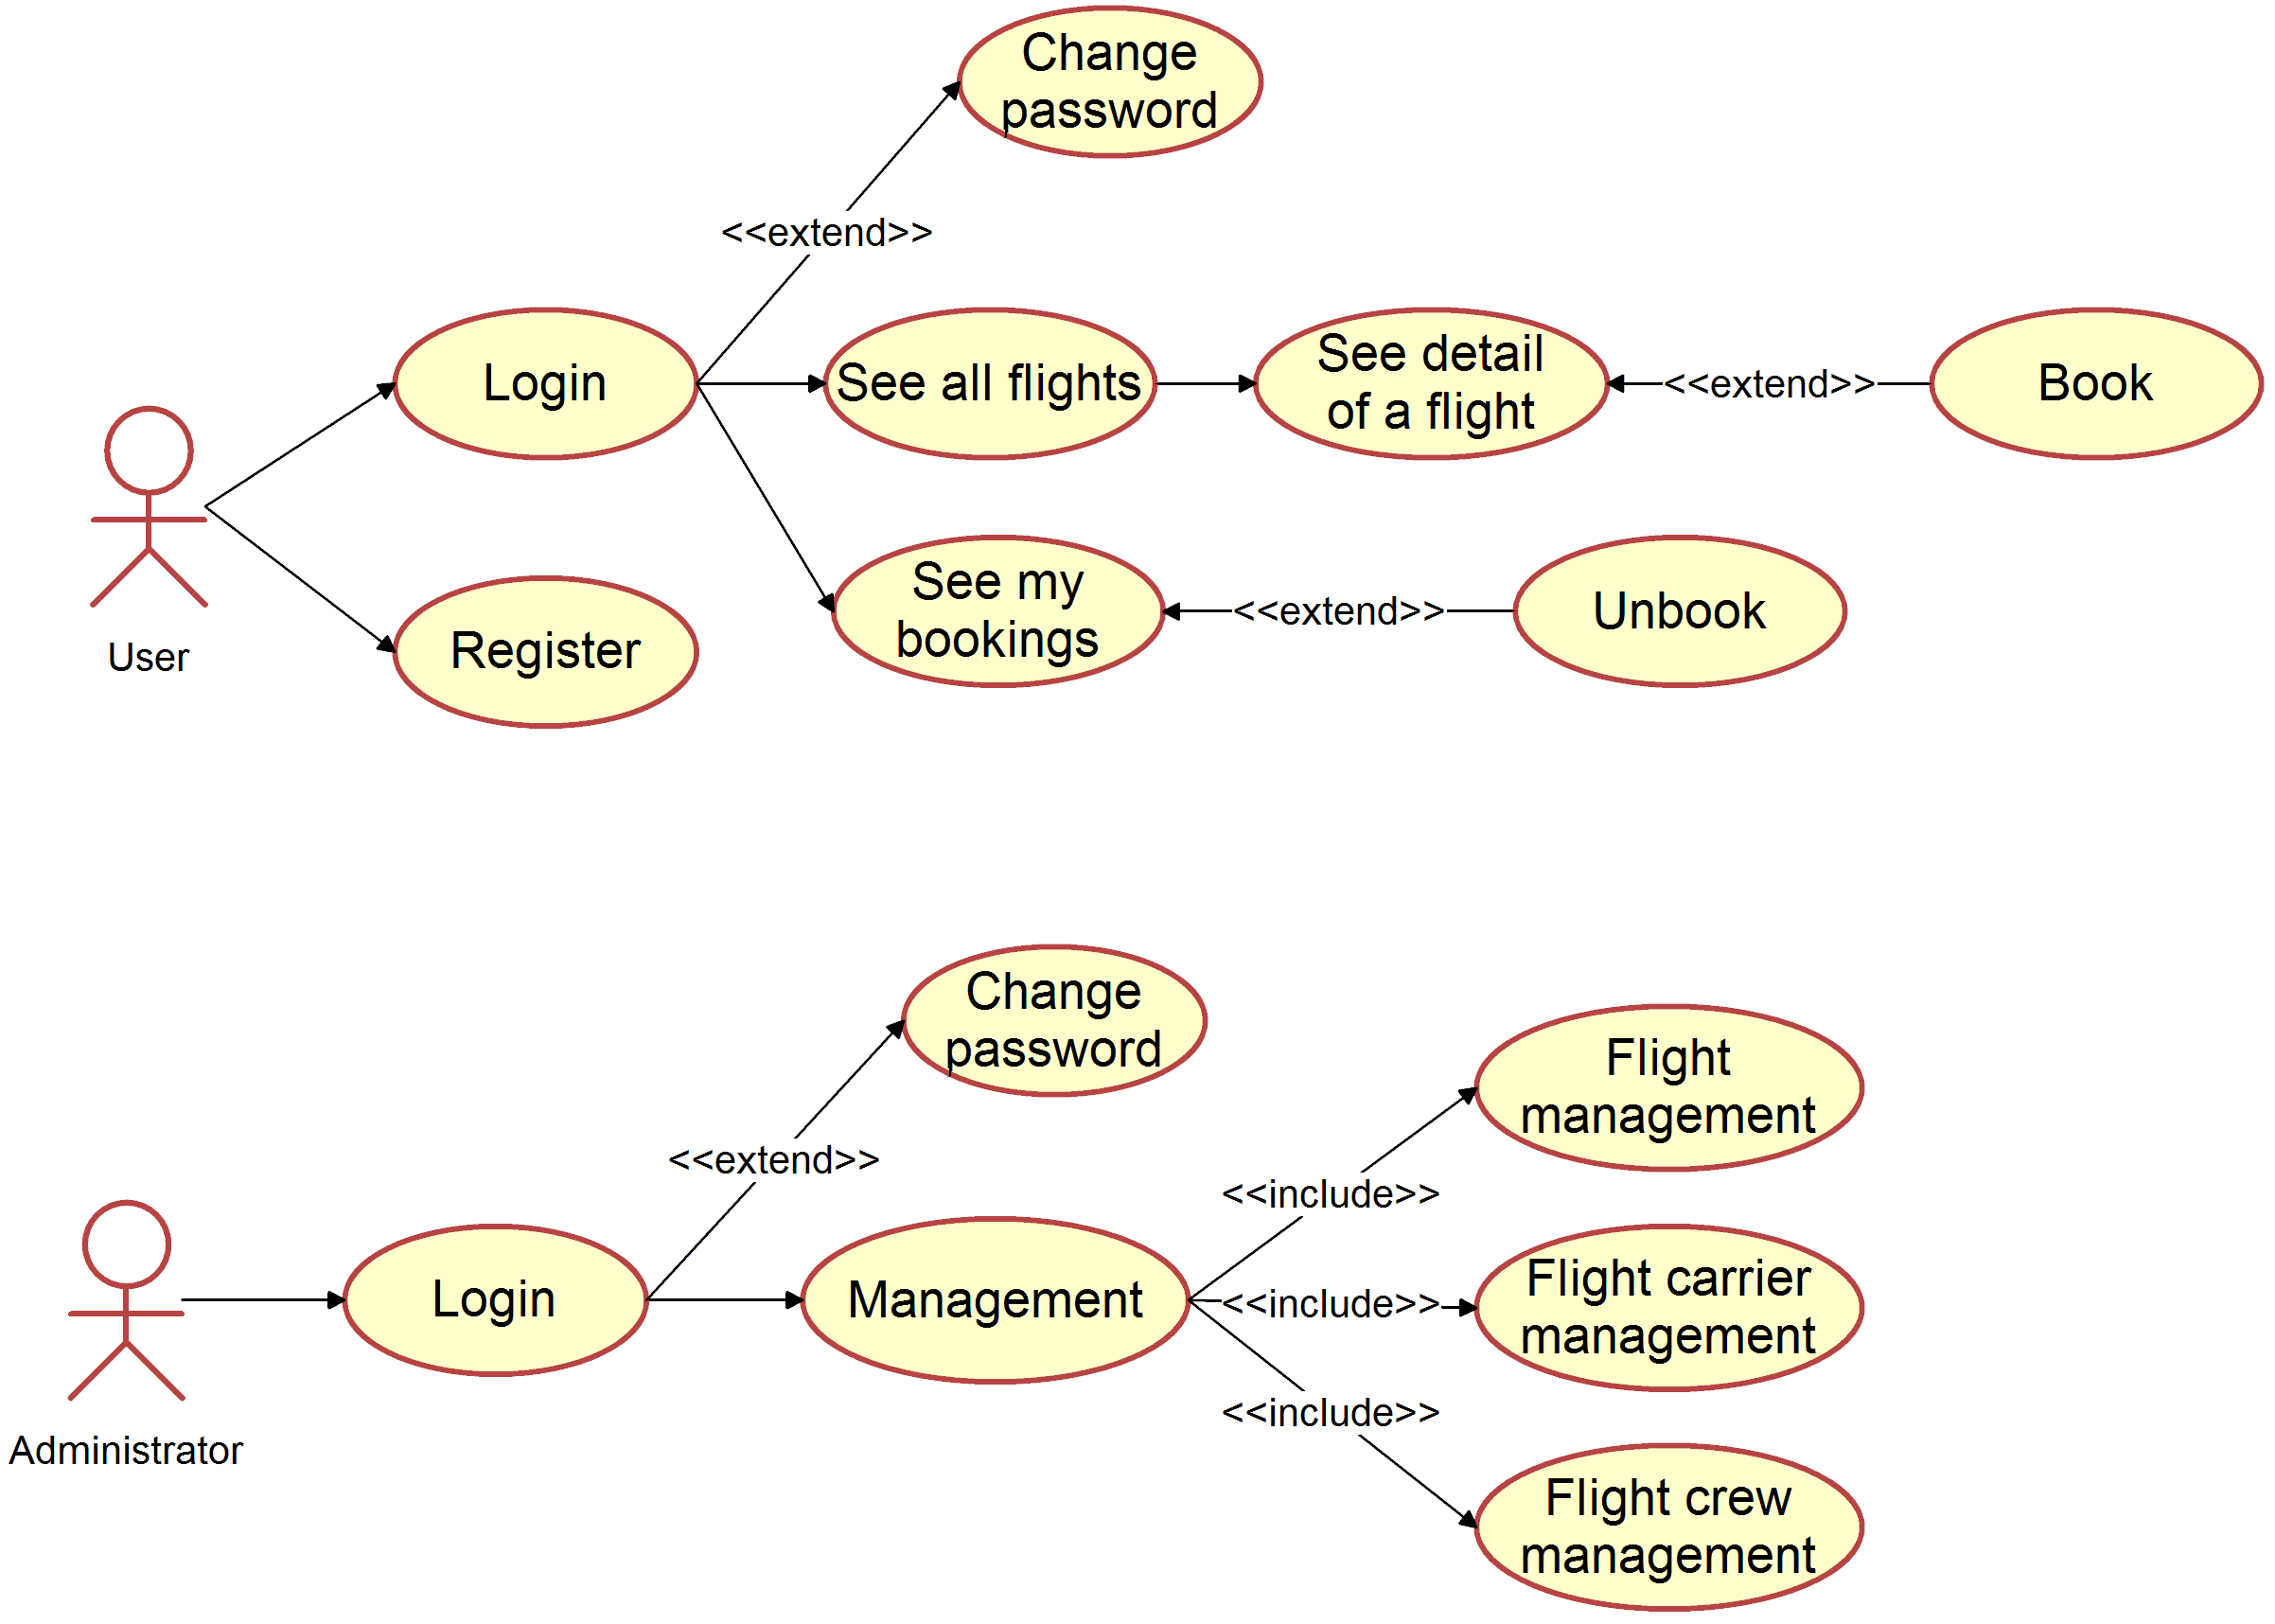 Change
password
<<extend>>
Login
See all flights
See detail
of a flight
<<extend>>
Book
See my
bookings
<<extend>>
Unbook
Register
User
Change
password
<<extend>>
Flight
management
<<include>>
Login
Management
<<include>>
Flight carrier
management
<<include>>
Flight crew
management
Administrator